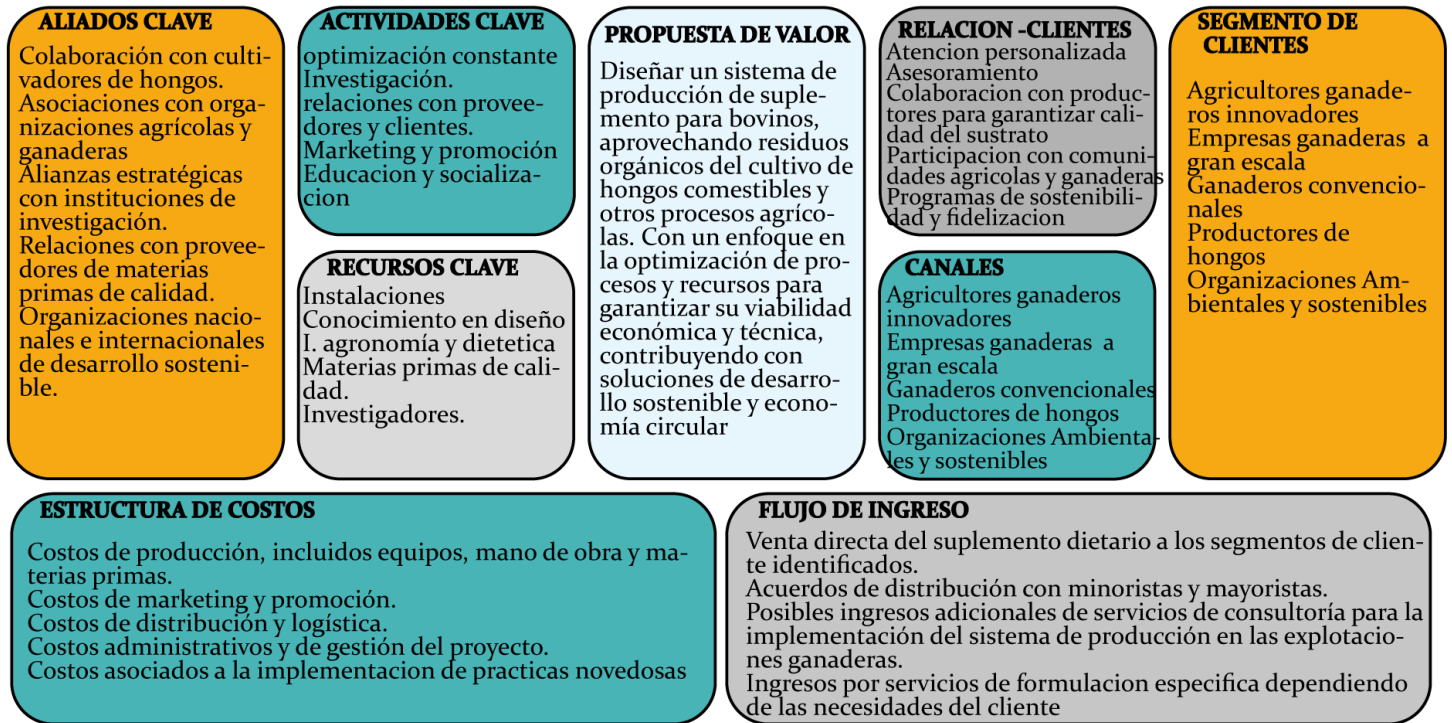 ALIADOS CLAVE
Colaboración con culti-
vadores de hongos.
Asociaciones con orga-
nizaciones agrícolas y
ganaderas
Alianzas estratégicas
con instituciones de
investigación.
Relaciones con provee-
dores de materias
primas de calidad.
Organizaciones nacio-
nales e internacionales
de desarrollo sosteni-
ble.
ACTIVIDADES CLAVE
optimización constante
Investigación.
relaciones con provee-
dores y clientes.
Marketing y promoción
Educacion y socializa-
cion
RECURSOS CLAVE
Instalaciones
Conocimiento en diseño
I. agronomía y dietetica
Materias primas de cali-
dad.
Investigadores.
PROPUESTA DE VALOR
Diseñar un sistema de
producción de suple-
mento para bovinos,
aprovechando residuos
orgánicos del cultivo de
hongos comestibles y
otros procesos agríco-
las. Con un enfoque en
la optimización de pro-
cesos y recursos para
garantizar su viabilidad
económica y técnica,
contribuyendo con
soluciones de desarro-
llo sostenible y econo-
mía circular
RELACION -CLIENTES
Atencion personalizada
Asesoramiento
Colaboracion con produc-
tores para garantizar cali-
dad del sustrato
Participacion con comuni-
dades agricolas y ganaderas
Programas de sostenibili-
dad y fidelizacion
CANALES
Agricultores ganaderos
innovadores
Empresas ganaderas a
gran escala
Ganaderos convencionales
Productores de hongos
Organizaciones Ambienta-
les y sostenibles
SEGMENTO DE
CLIENTES
Agricultores ganade-
ros innovadores
Empresas ganaderas a
gran escala
Ganaderos convencio-
nales
Productores de
hongos
Organizaciones Am-
bientales y sostenibles
ESTRUCTURA DE COSTOS
Costos de producción, incluidos equipos, mano de obra y ma-
terias primas.
Costos de marketing y promoción.
Costos de distribución y logística.
Costos administrativos y de gestión del proyecto.
Costos asociados a la implementacion de practicas novedosas
FLUJO DE INGRESO
Venta directa del suplemento dietario a los segmentos de clien-
te identificados.
Acuerdos de distribución con minoristas y mayoristas.
Posibles ingresos adicionales de servicios de consultoría para la
implementación del sistema de producción en las explotacio-
nes ganaderas.
Ingresos por servicios de formulacion especifica dependiendo
de las necesidades del cliente